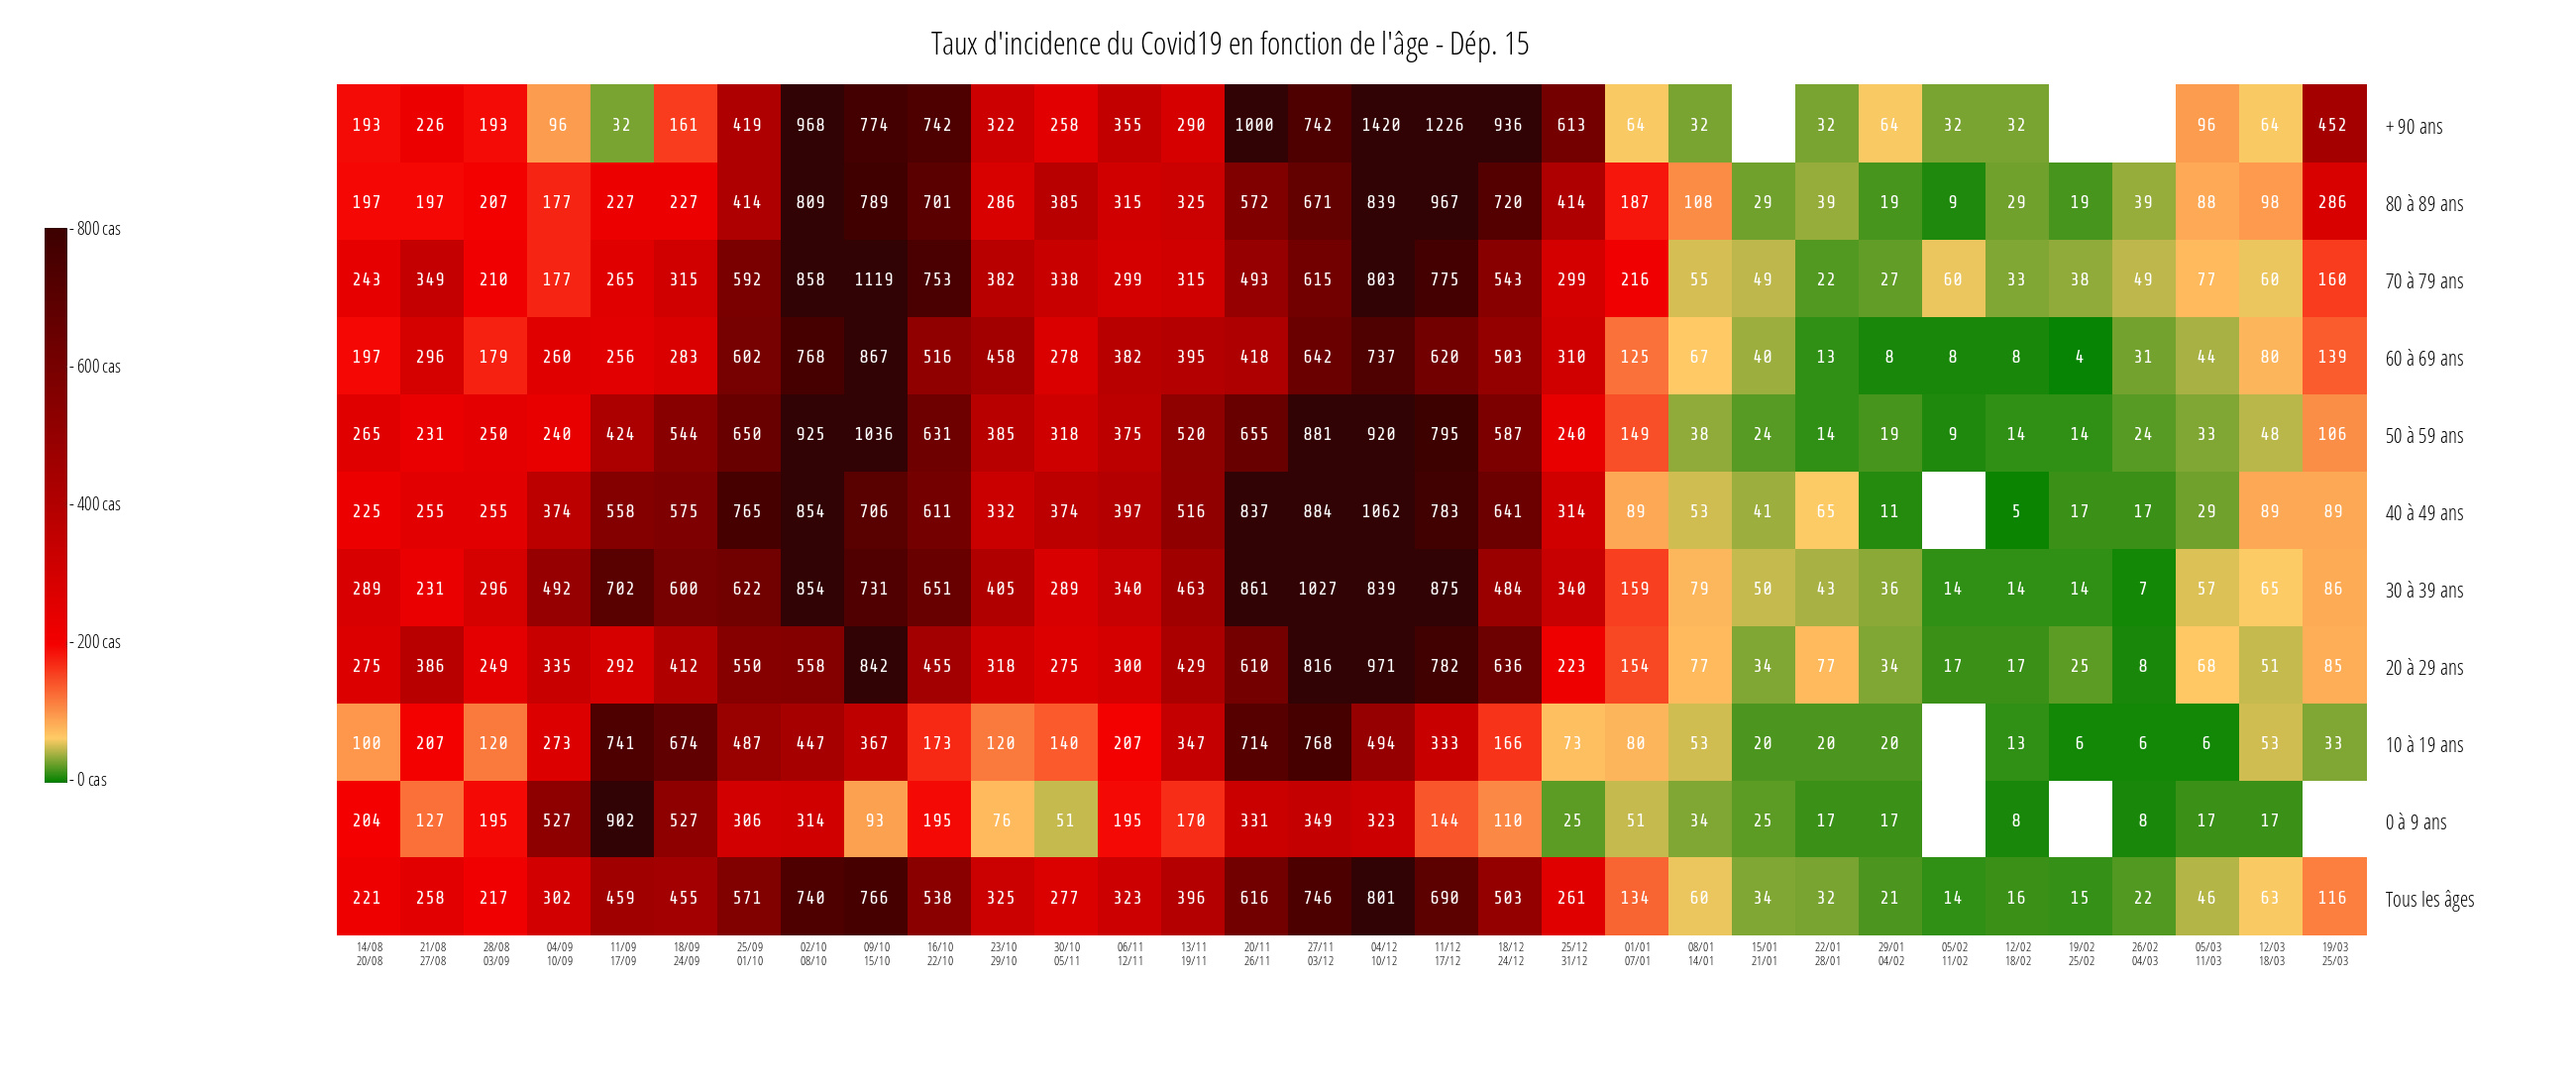 Taux d'incidence du Covid19 en fonction de l'âge - Dép. 15
- 800 cas
- 600 cas
- 400 cas
- 200 cas
- 0 cas
193 226 193 96 32 161 419 968 774 742 322 258 355 290 1000 742 1420 1226 936 613 64 32 32 64 32 32 96 64 452 + 90 ans
197 197 207 177 227 227 414 809 789 701 286 385 315 325 572 671 839 967 720 414 187 108 29 39 19 9 29 19 39 88 98 286 80 à 89 ans
243 349 210 177 265 315 592 858 1119 753 382 338 299 315 493 615 803 775 543 299 216 55 49 22 27 60 33 38 49 77 60 160 70 à 79 ans
197 296 179 260 256 283 602 768 867 516 458 278 382 395 418 642 737 620 503 310 125 67 40 13 8 8 8 4 31 44 80 139 60 à 69 ans
265 231 250 240 424 544 650 925 1036 631 385 318 375 520 655 881 920 795 587 240 149 38 24 14 19 9 14 14 24 33 48 106 50 à 59 ans
225 255 255 374 558 575 765 854 706 611 332 374 397 516 837 884 1062 783 641 314 89 53 41 65 11 5 17 17 29 89 89 40 à 49 ans
289 231 296 492 702 600 622 854 731 651 405 289 340 463 861 1027 839 875 484 340 159 79 50 43 36 14 14 14 7 57 65 86 30 à 39 ans
275 386 249 335 292 412 550 558 842 455 318 275 300 429 610 816 971 782 636 223 154 77 34 77 34 17 17 25 8 68 51 85 20 à 29 ans
100 207 120 273 741 674 487 447 367 173 120 140 207 347 714 768 494 333 166 73 80 53 20 20 20 13 6 6 6 53 33 10 à 19 ans
204 127 195 527 902 527 306 314 93 195 76 51 195 170 331 349 323 144 110 25 51 34 25 17 17 8 8 17 17 0 à 9 ans
221 258 217 302 459 455 571 740 766 538 325 277 323 396 616 746 801 690 503 261 134 60 34 32 21 14 16 15 22 46 63 116 Tous les âges
14/08 21/08 28/08 04/09 11/09 18/09 25/09 02/10 09/10 16/10 23/10 30/10 06/11 13/11 20/11 27/11 04/12 11/12 18/12 25/12 01/01 08/01 15/01 22/01 29/01 05/02 12/02 19/02 26/02 05/03 12/03 19/03
20/08 27/08 03/09 10/09 17/09 24/09 01/10 08/10 15/10 22/10 29/10 05/11 12/11 19/11 26/11 03/12 10/12 17/12 24/12 31/12 07/01 14/01 21/01 28/01 04/02 11/02 18/02 25/02 04/03 11/03 18/03 25/03